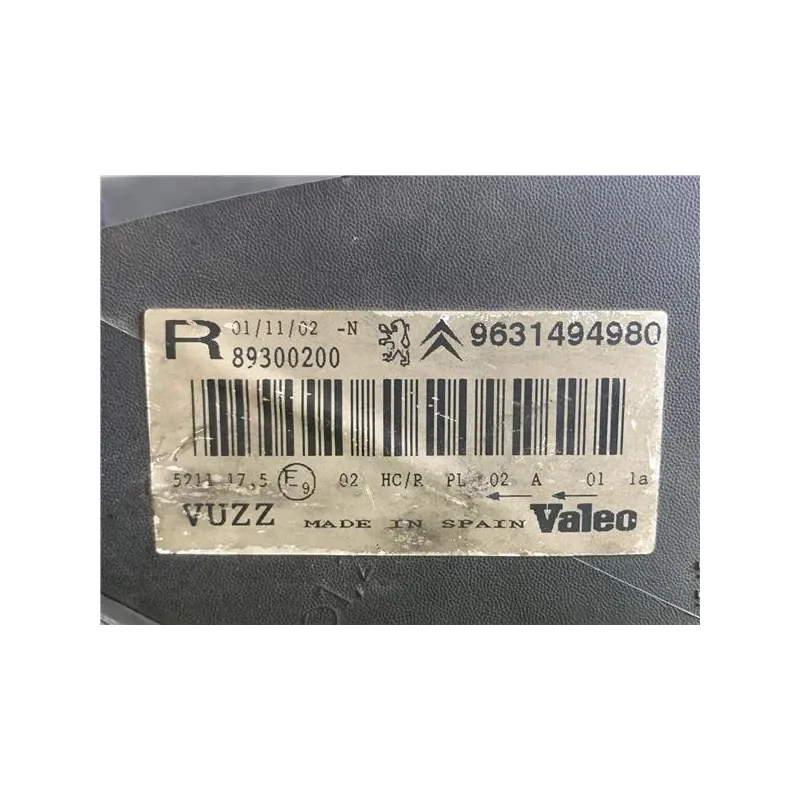 R 01/11/02 -N 9631494980
89300200
5211 17,5 E9 02 HC/R PL 02 A 01 1a
VUZZ MADE IN SPAIN Valeo